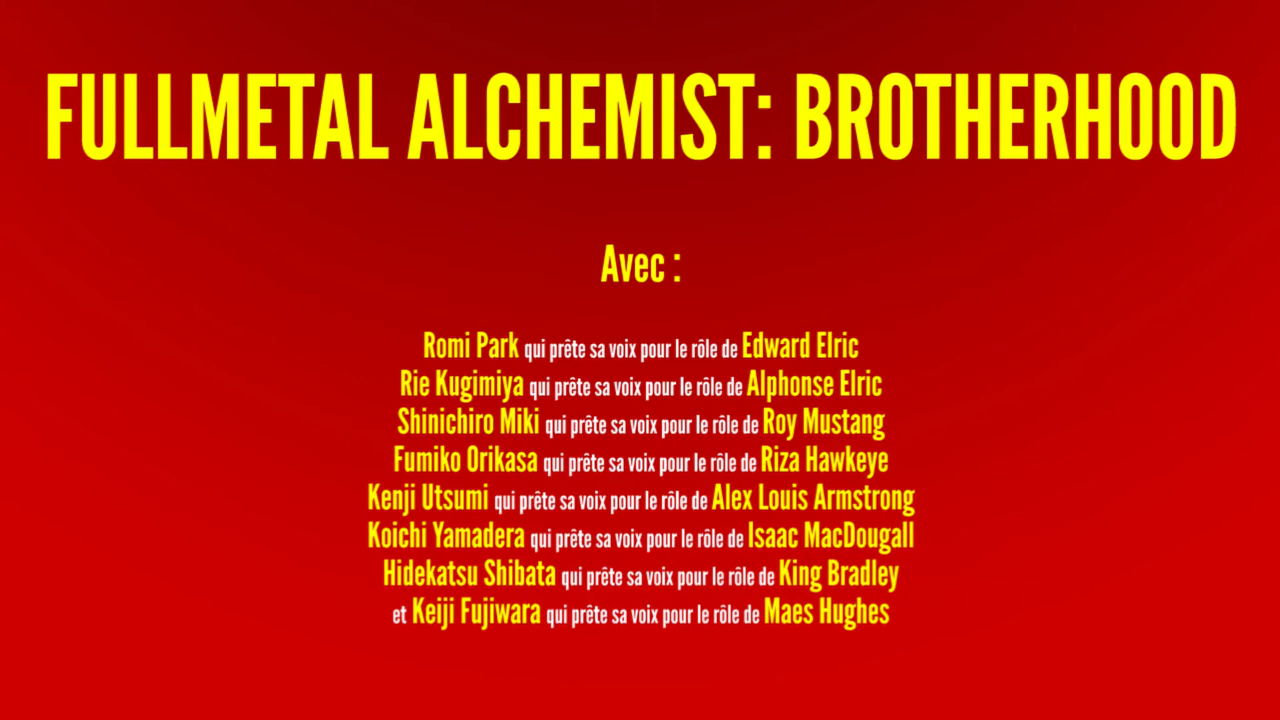 FULLMETAL ALCHEMIST: BROTHERHOOD
Avec :
Romi Park qui prête sa voix pour le rôle de Edward Elric
Rie Kugimiya qui prête sa voix pour le rôle de Alphonse Elric
Shinichiro Miki qui prête sa voix pour le rôle de Roy Mustang
Fumiko Orikasa qui prête sa voix pour le rôle de Riza Hawkeye
Kenji Utsumi qui prête sa voix pour le rôle de Alex Louis Armstrong
Koichi Yamadera qui prête sa voix pour le rôle de Isaac MacDougall
Hidekatsu Shibata qui prête sa voix pour le rôle de King Bradley
et Keiji Fujiwara qui prête sa voix pour le rôle de Maes Hughes